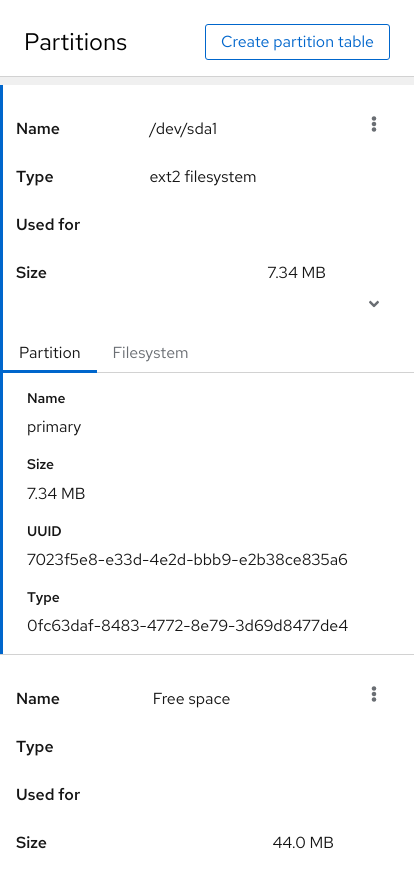 Partitions Create partition table
Name /dev/sda1
Type ext2 filesystem
Used for
Size 7.34 MB
Partition Filesystem
Name
primary
Size
7.34 MB
UUID
7023f5e8-e33d-4e2d-bbb9-e2b38ce835a6
Type
0fc63daf-8483-4772-8e79-3d69d8477de4
Name Free space
Type
Used for
Size 44.0 MB